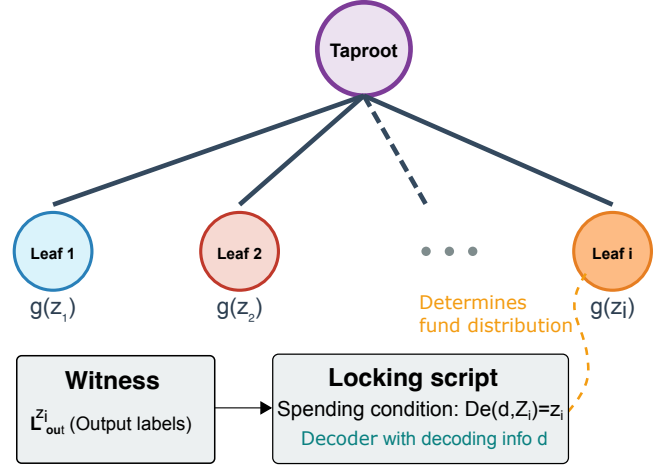 Taproot
Leaf 1
Leaf 2
Leaf i
g(z₁)
g(z₂)
g(zi)
Determines
fund distribution
Witness
L^zi_out (Output labels)
Locking script
Spending condition: De(d,Zᵢ)=zᵢ
Decoder with decoding info d